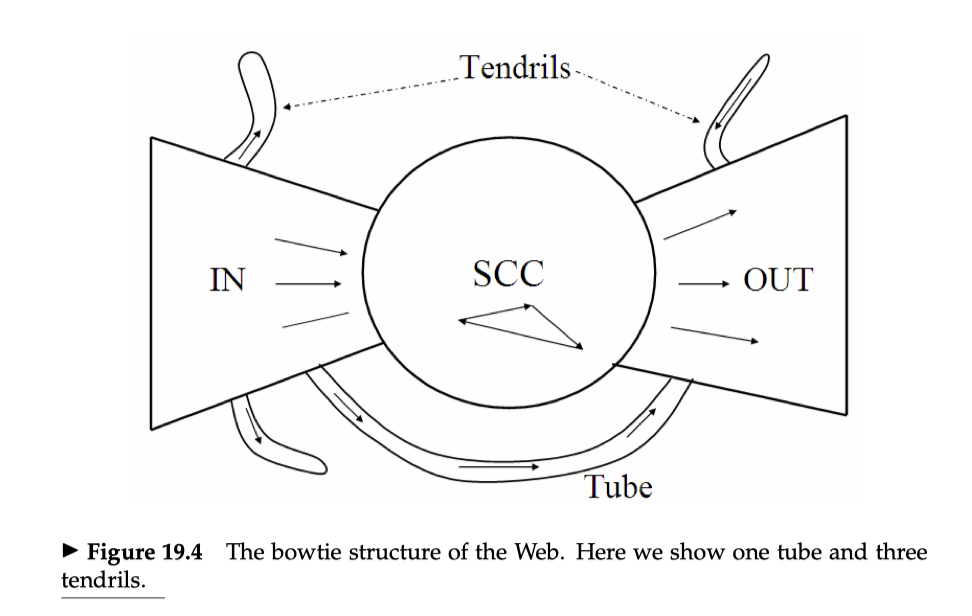 Tendrils
IN
SCC
OUT
Tube
► Figure 19.4 The bowtie structure of the Web. Here we show one tube and three
tendrils.